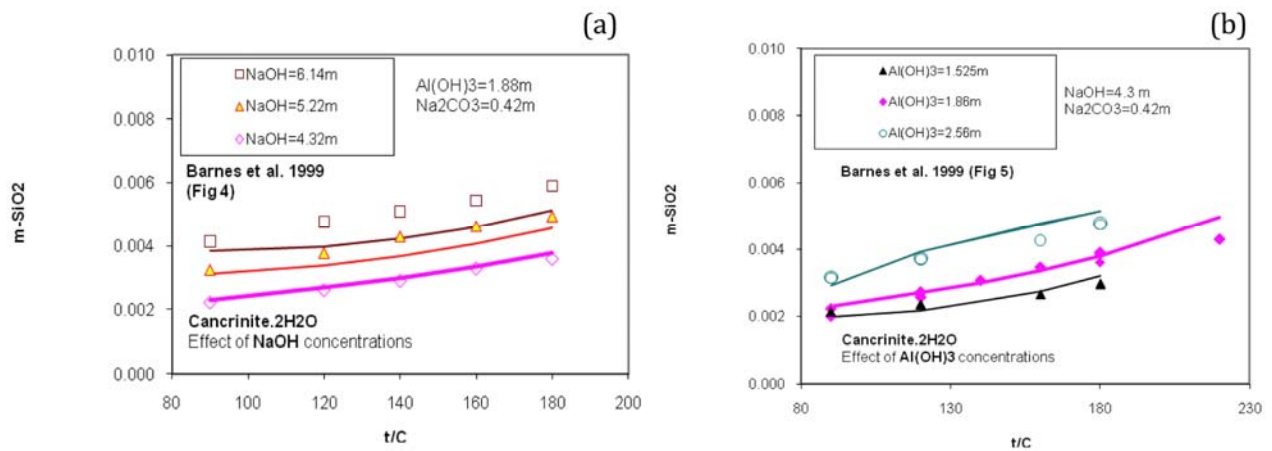 (a)
0.010
0.008
0.006
0.004
0.002
0.000
m-SiO2
NaOH=6.14m
NaOH=5.22m
NaOH=4.32m
Al(OH)3=1.88m
Na2CO3=0.42m
Barnes et al. 1999
(Fig 4)
Cancrinite.2H2O
Effect of NaOH concentrations
80 100 120 140 160 180 200
t/C
(b)
0.010
0.008
0.006
0.004
0.002
0.000
m-SiO2
Al(OH)3=1.525m
Al(OH)3=1.86m
Al(OH)3=2.56m
NaOH=4.3 m
Na2CO3=0.42m
Barnes et al. 1999 (Fig 5)
Cancrinite.2H2O
Effect of Al(OH)3 concentrations
80 130 180 230
t/C